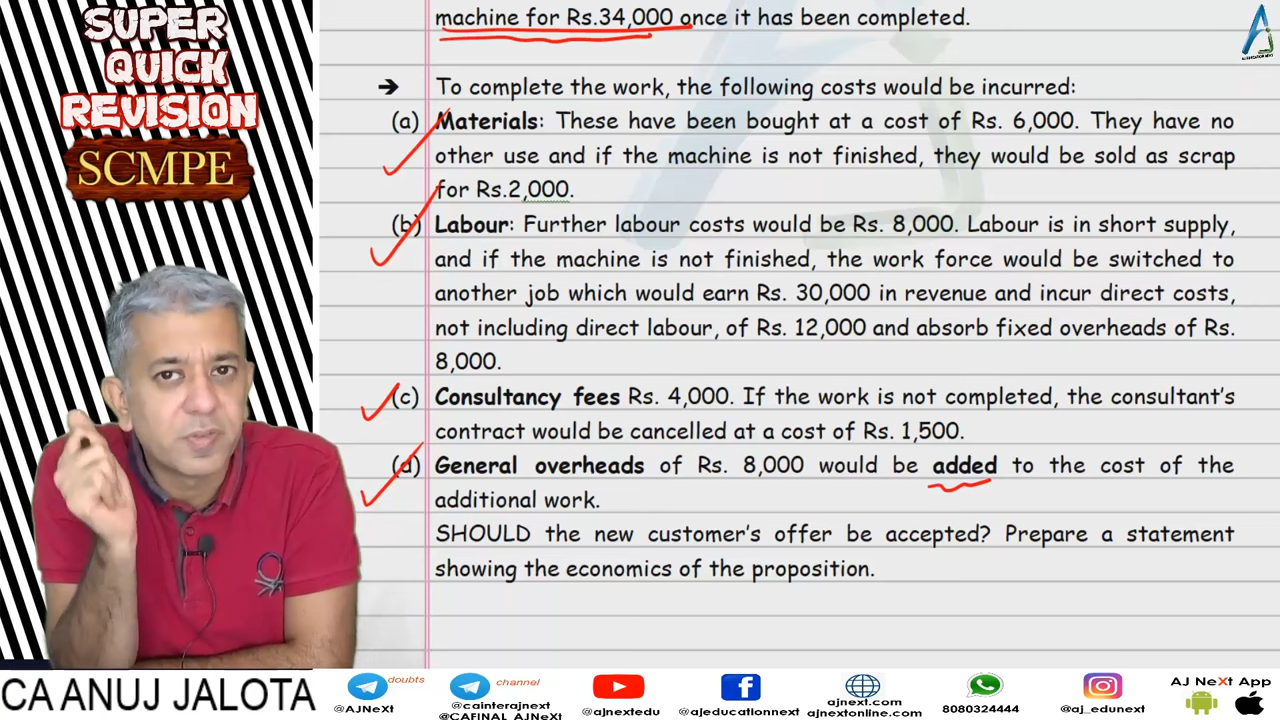 SUPER
QUICK
REVISION
SCMPE
machine for Rs.34,000 once it has been completed.
➔ To complete the work, the following costs would be incurred:
(a) Materials: These have been bought at a cost of Rs. 6,000. They have no
other use and if the machine is not finished, they would be sold as scrap
for Rs.2,000.
(b) Labour: Further labour costs would be Rs. 8,000. Labour is in short supply,
and if the machine is not finished, the work force would be switched to
another job which would earn Rs. 30,000 in revenue and incur direct costs,
not including direct labour, of Rs. 12,000 and absorb fixed overheads of Rs.
8,000.
(c) Consultancy fees Rs. 4,000. If the work is not completed, the consultant's
contract would be cancelled at a cost of Rs. 1,500.
(d) General overheads of Rs. 8,000 would be added to the cost of the
additional work.
SHOULD the new customer's offer be accepted? Prepare a statement
showing the economics of the proposition.
CA ANUJ JALOTA
doubts
@AJNeXt
channel
@cainterajnext
@CAFINAL_AJNeXt
@ajnextedu
@ajeducationnext
ajnext.com
ajnextonline.com
8080324444
@aj_edunext
AJ NeXt App